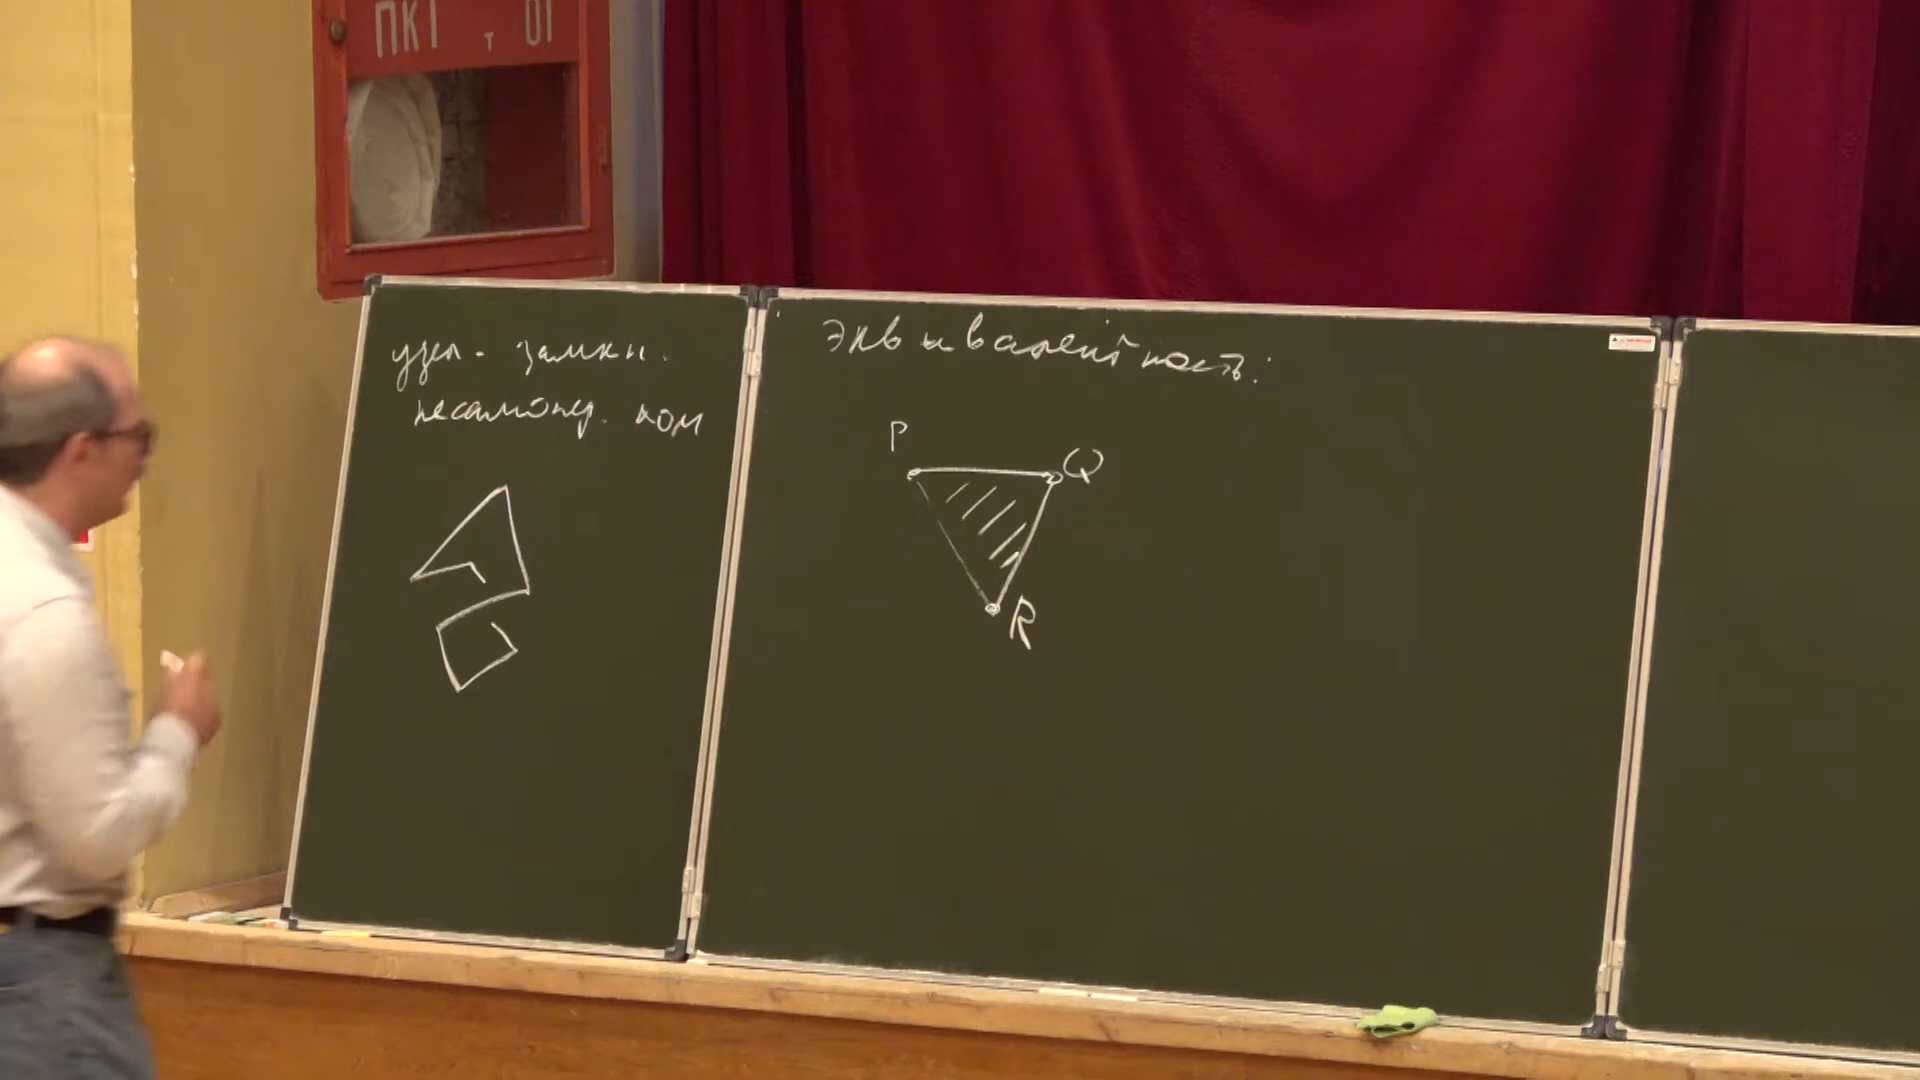 ПК1 т 01
узел - замкн.
несамопер. лом
эквивалентность:
P
Q
R